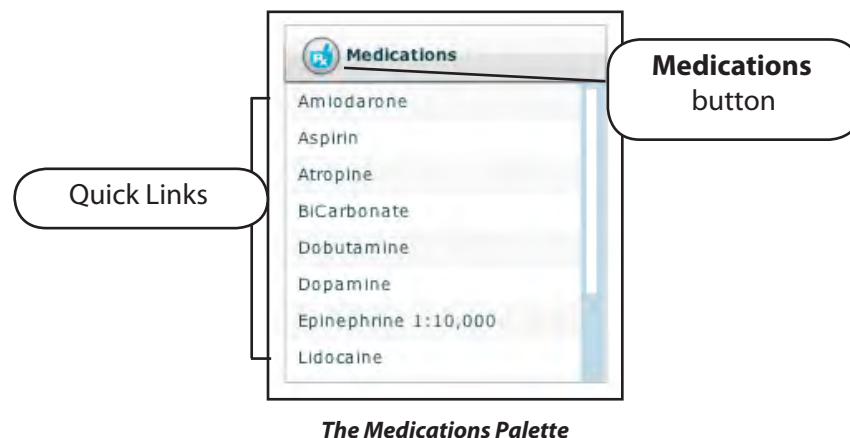 Medications
Medications
button
Amiodarone
Aspirin
Atropine
Quick Links
BiCarbonate
Dobutamine
Dopamine
Epinephrine 1:10,000
Lidocaine
The Medications Palette